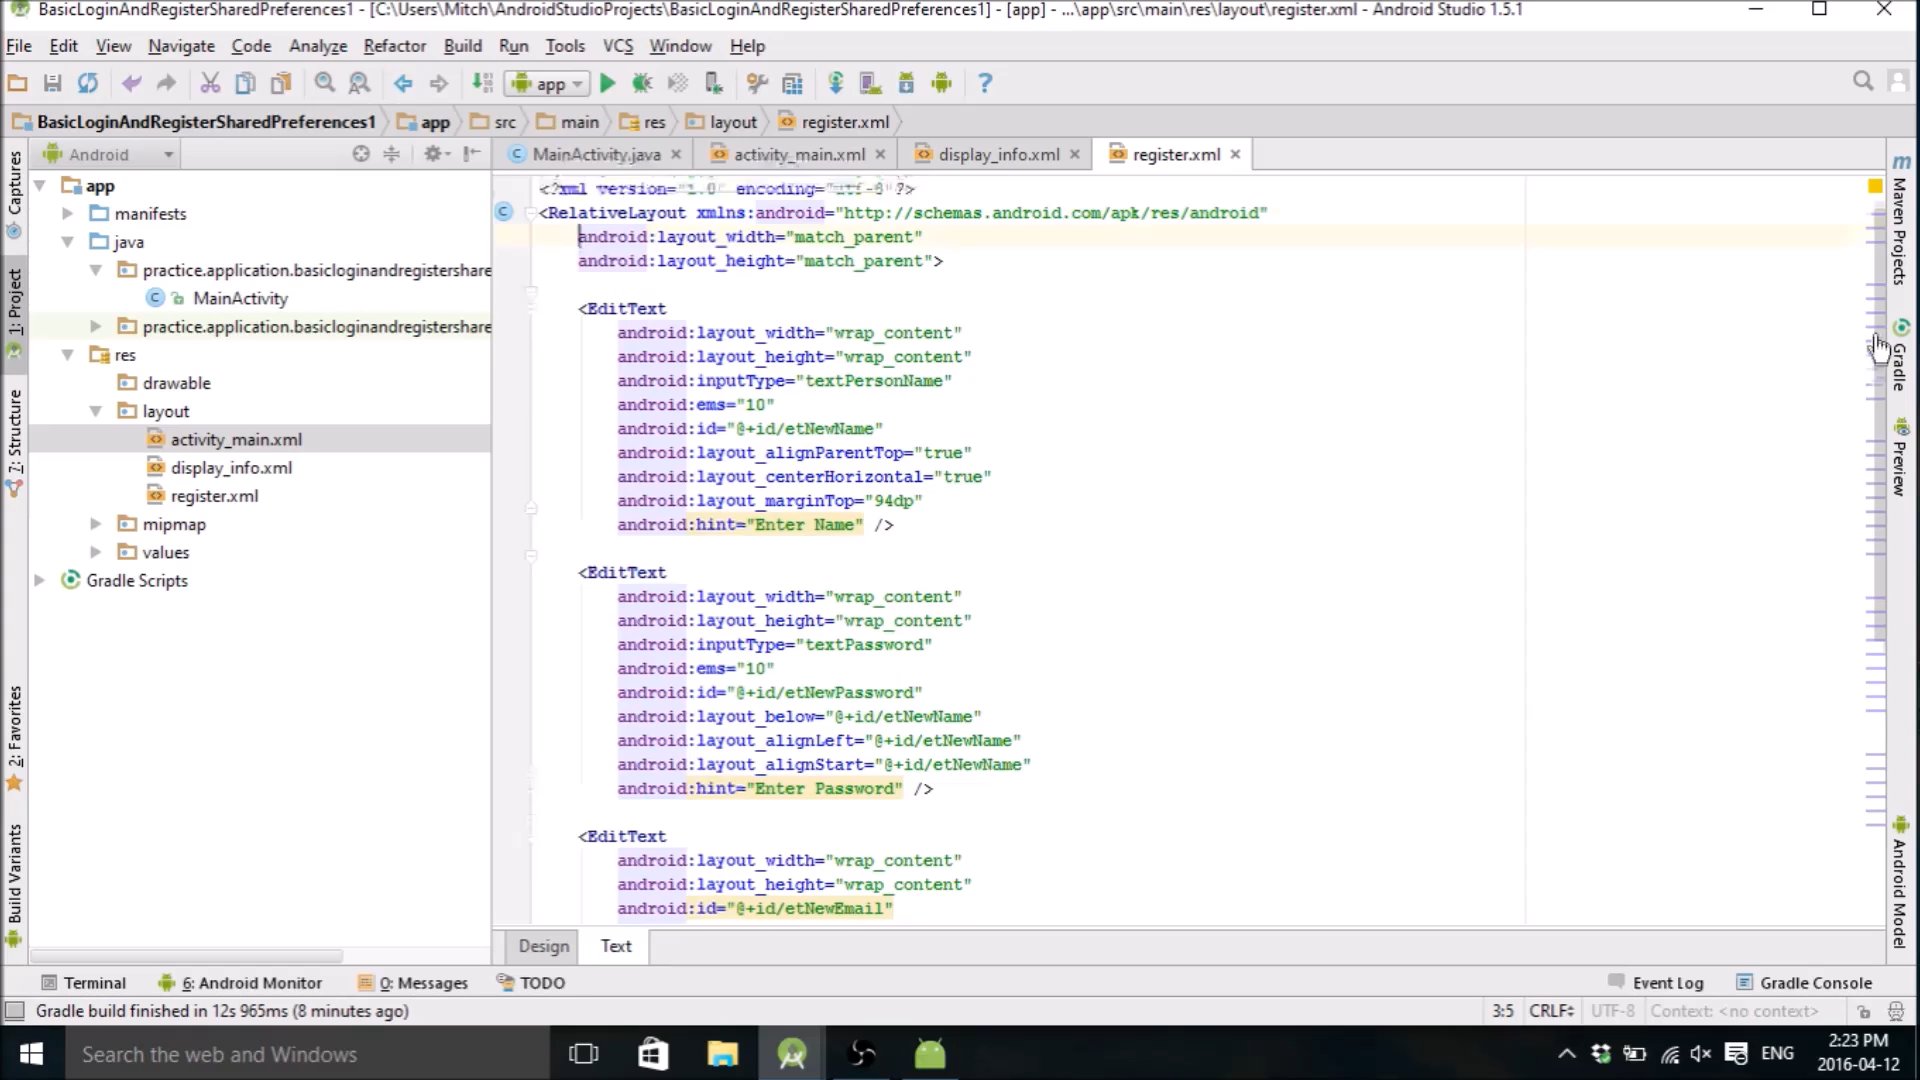 BasicLoginAndRegisterSharedPreferences1 - [C:\Users\Mitch\AndroidStudioProjects\BasicLoginAndRegisterSharedPreferences1] - [app] - ...\app\src\main\res\layout\register.xml - Android Studio 1.5.1
File Edit View Navigate Code Analyze Refactor Build Run Tools VCS Window Help
app
BasicLoginAndRegisterSharedPreferences1 app src main res layout register.xml
Android
MainActivity.java activity_main.xml display_info.xml register.xml
app
manifests
java
practice.application.basicloginandregistershare
MainActivity
practice.application.basicloginandregistershare
res
drawable
layout
activity_main.xml
display_info.xml
register.xml
mipmap
values
Gradle Scripts
Captures
1: Project
7: Structure
2: Favorites
Build Variants
<?xml version="1.0" encoding="utf-8"?>
<RelativeLayout xmlns:android="http://schemas.android.com/apk/res/android"
android:layout_width="match_parent"
android:layout_height="match_parent">
<EditText
android:layout_width="wrap_content"
android:layout_height="wrap_content"
android:inputType="textPersonName"
android:ems="10"
android:id="@+id/etNewName"
android:layout_alignParentTop="true"
android:layout_centerHorizontal="true"
android:layout_marginTop="94dp"
android:hint="Enter Name" />
<EditText
android:layout_width="wrap_content"
android:layout_height="wrap_content"
android:inputType="textPassword"
android:ems="10"
android:id="@+id/etNewPassword"
android:layout_below="@+id/etNewName"
android:layout_alignLeft="@+id/etNewName"
android:layout_alignStart="@+id/etNewName"
android:hint="Enter Password" />
<EditText
android:layout_width="wrap_content"
android:layout_height="wrap_content"
android:id="@+id/etNewEmail"
Maven Projects
Gradle
Preview
Android Model
Design Text
Terminal 6: Android Monitor 0: Messages TODO Event Log Gradle Console
Gradle build finished in 12s 965ms (8 minutes ago) 3:5 CRLF UTF-8 Context: <no context>
Search the web and Windows
ENG
2:23 PM
2016-04-12